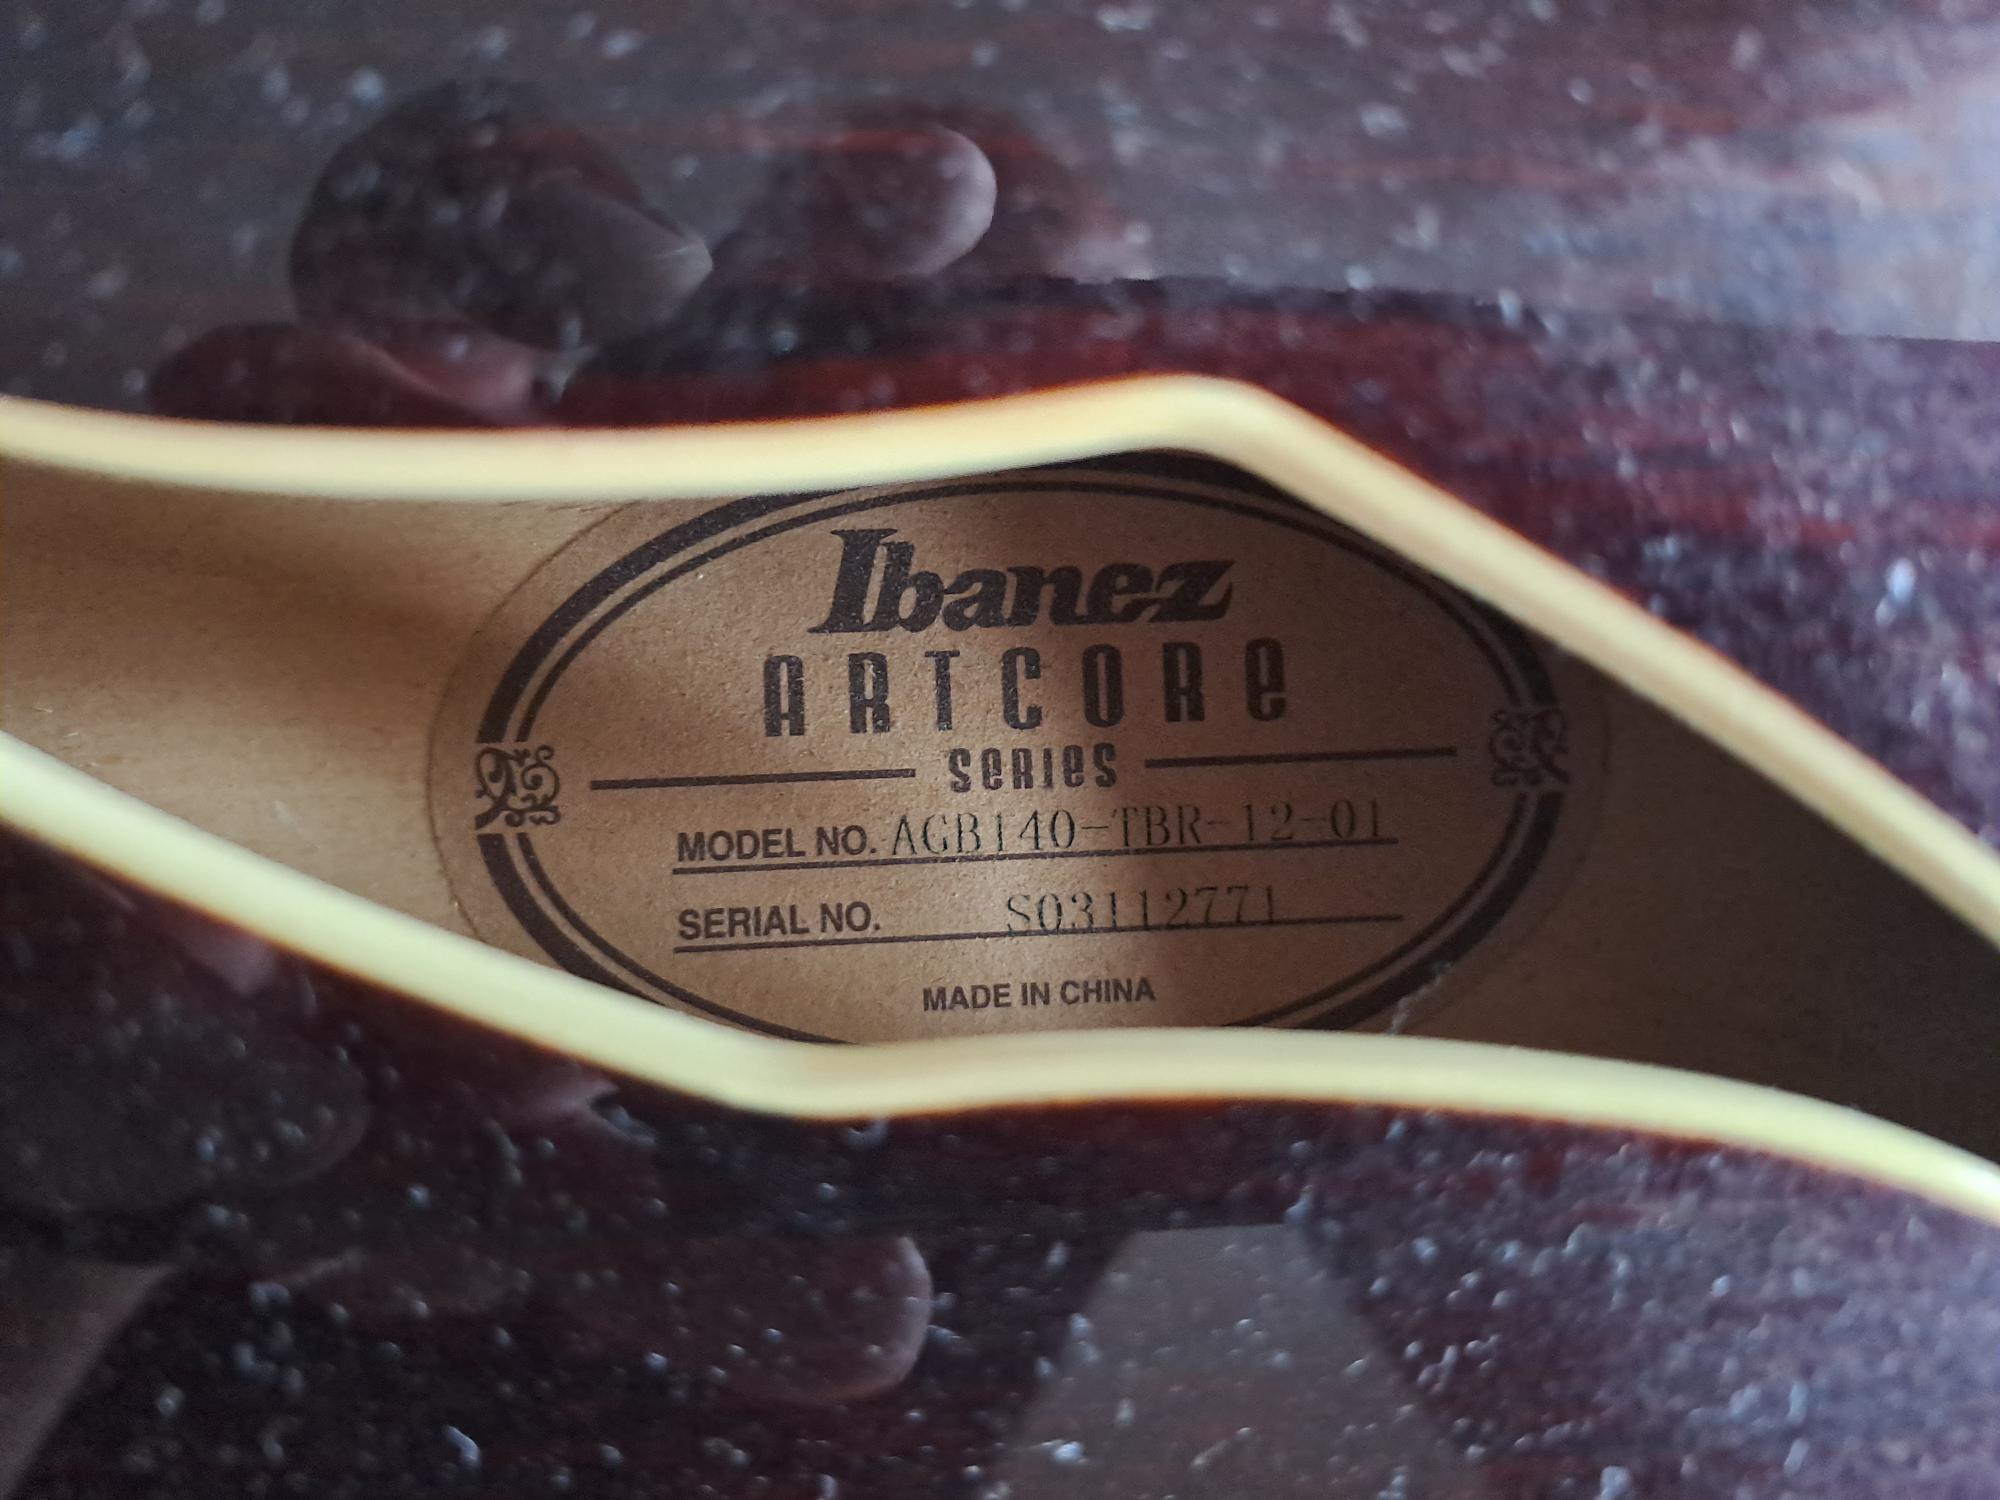 Ibanez
ARTCORE
SERIES
MODEL NO. AGB140-TBR-12-01
SERIAL NO. S03112771
MADE IN CHINA